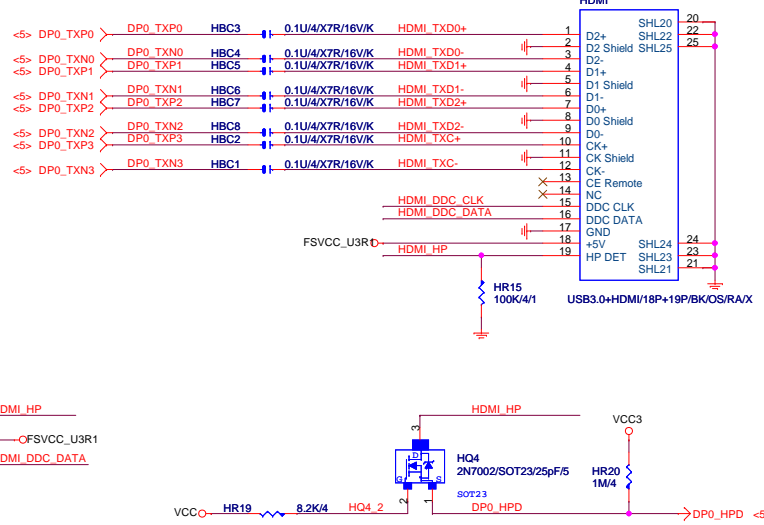 HDMI
<5> DP0_TXP0 DP0_TXP0 HBC3 0.1U/4/X7R/16V/K HDMI_TXD0+ 1 D2+ SHL20 20
2 D2 Shield SHL22 22
<5> DP0_TXN0 DP0_TXN0 HBC4 0.1U/4/X7R/16V/K HDMI_TXD0- 3 D2- SHL25 25
<5> DP0_TXP1 DP0_TXP1 HBC5 0.1U/4/X7R/16V/K HDMI_TXD1+ 4 D1+
5 D1 Shield
<5> DP0_TXN1 DP0_TXN1 HBC6 0.1U/4/X7R/16V/K HDMI_TXD1- 6 D1-
<5> DP0_TXP2 DP0_TXP2 HBC7 0.1U/4/X7R/16V/K HDMI_TXD2+ 7 D0+
8 D0 Shield
<5> DP0_TXN2 DP0_TXN2 HBC8 0.1U/4/X7R/16V/K HDMI_TXD2- 9 D0-
<5> DP0_TXP3 DP0_TXP3 HBC2 0.1U/4/X7R/16V/K HDMI_TXC+ 10 CK+
11 CK Shield
<5> DP0_TXN3 DP0_TXN3 HBC1 0.1U/4/X7R/16V/K HDMI_TXC- 12 CK-
13 CE Remote
14 NC
HDMI_DDC_CLK 15 DDC CLK
HDMI_DDC_DATA 16 DDC DATA
17 GND
FSVCC_U3R1 18 +5V SHL24 24
HDMI_HP 19 HP DET SHL23 23
SHL21 21
HR15
100K/4/1
USB3.0+HDMI/18P+19P/BK/OS/RA/X
DMI_HP
FSVCC_U3R1
DMI_DDC_DATA
HDMI_HP
3
D
G S
2 1
HQ4
2N7002/SOT23/25pF/5
SOT23
VCC3
HR20
1M/4
VCC HR19 8.2K/4 HQ4_2 DP0_HPD DP0_HPD <5